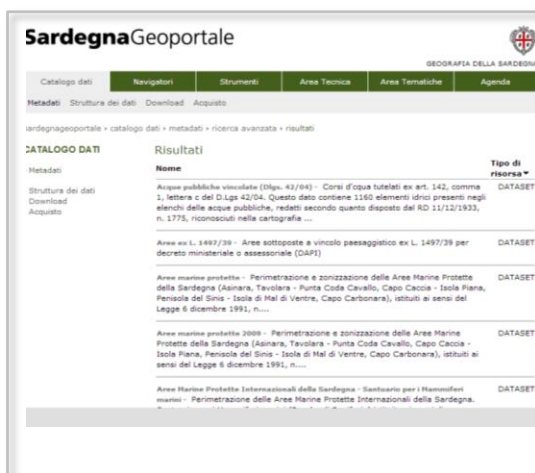 SardegnaGeoportale
GEOGRAFIA DELLA SARDEGNA
Catalogo dati Navigatori Strumenti Area Tecnica Area Tematiche Agenda
Metadati Struttura dei dati Download Acquisto
sardegnageoportale › catalogo dati › metadati › ricerca avanzata › risultati
CATALOGO DATI
Metadati
Struttura dei dati
Download
Acquisto
Risultati
Nome
Tipo di
risorsa▼
Acque pubbliche vincolate (Dlgs. 42/04) - Corsi d'cqua tutelati ex art. 142, comma DATASET
1, lettera c del D.Lgs 42/04. Questo dato contiene 1160 elementi idrici presenti negli
elenchi delle acque pubbliche, redatti secondo quanto disposto dal RD 11/12/1933,
n. 1775, riconosciuti nella cartografia ...
Aree ex L. 1497/39 - Aree sottoposte a vincolo paesaggistico ex L. 1497/39 per DATASET
decreto ministeriale o assessoriale (DAPI)
Aree marine protette - Perimetrazione e zonizzazione delle Aree Marine Protette DATASET
della Sardegna (Asinara, Tavolara - Punta Coda Cavallo, Capo Caccia - Isola Piana,
Penisola del Sinis - Isola di Mal di Ventre, Capo Carbonara), istituiti ai sensi del
Legge 6 dicembre 1991, n....
Aree marine protette 2009 - Perimetrazione e zonizzazione delle Aree Marine DATASET
Protette della Sardegna (Asinara, Tavolara - Punta Coda Cavallo, Capo Caccia -
Isola Piana, Penisola del Sinis - Isola di Mal di Ventre, Capo Carbonara), istituiti ai
sensi del Legge 6 dicembre 1991, n....
Aree Marine Protette Internazionali della Sardegna - Santuario per i Mammiferi DATASET
marini - Perimetrazione delle Aree Marine Protette Internazionali della Sardegna.